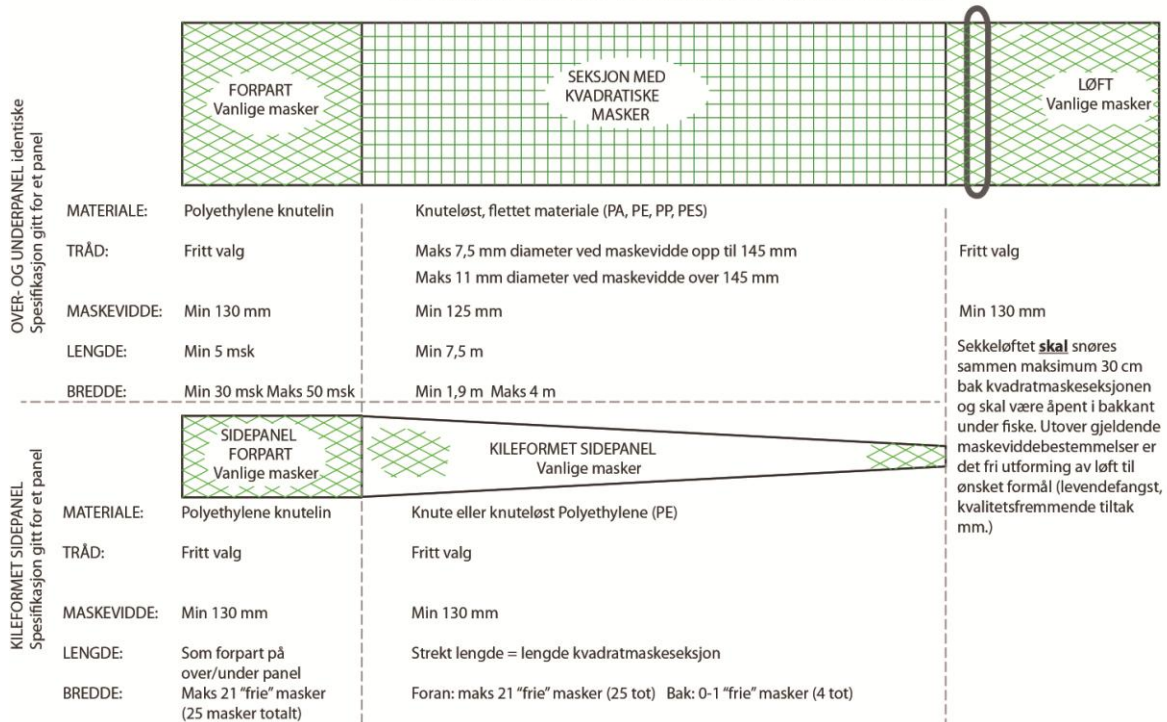 FORPART
Vanlige masker
SEKSJON MED
KVADRATISKE
MASKER
LØFT
Vanlige masker
OVER- OG UNDERPANEL identiske
Spesifikasjon gitt for et panel
MATERIALE: Polyethylene knutelin Knuteløst, flettet materiale (PA, PE, PP, PES)
TRÅD: Fritt valg Maks 7,5 mm diameter ved maskevidde opp til 145 mm Fritt valg
Maks 11 mm diameter ved maskevidde over 145 mm
MASKEVIDDE: Min 130 mm Min 125 mm Min 130 mm
LENGDE: Min 5 msk Min 7,5 m
BREDDE: Min 30 msk Maks 50 msk Min 1,9 m Maks 4 m
Sekkeløftet skal snøres
sammen maksimum 30 cm
bak kvadratmaskeseksjonen
og skal være åpent i bakkant
under fiske. Utover gjeldende
maskeviddebestemmelser er
det fri utforming av løft til
ønsket formål (levendefangst,
kvalitetsfremmende tiltak
mm.)
SIDEPANEL
FORPART
Vanlige masker
KILEFORMET SIDEPANEL
Vanlige masker
KILEFORMET SIDEPANEL
Spesifikasjon gitt for et panel
MATERIALE: Polyethylene knutelin Knute eller knuteløst Polyethylene (PE)
TRÅD: Fritt valg Fritt valg
MASKEVIDDE: Min 130 mm Min 130 mm
LENGDE: Som forpart på Strekt lengde = lengde kvadratmaskeseksjon
over/under panel
BREDDE: Maks 21 "frie" masker Foran: maks 21 "frie" masker (25 tot) Bak: 0-1 "frie" masker (4 tot)
(25 masker totalt)